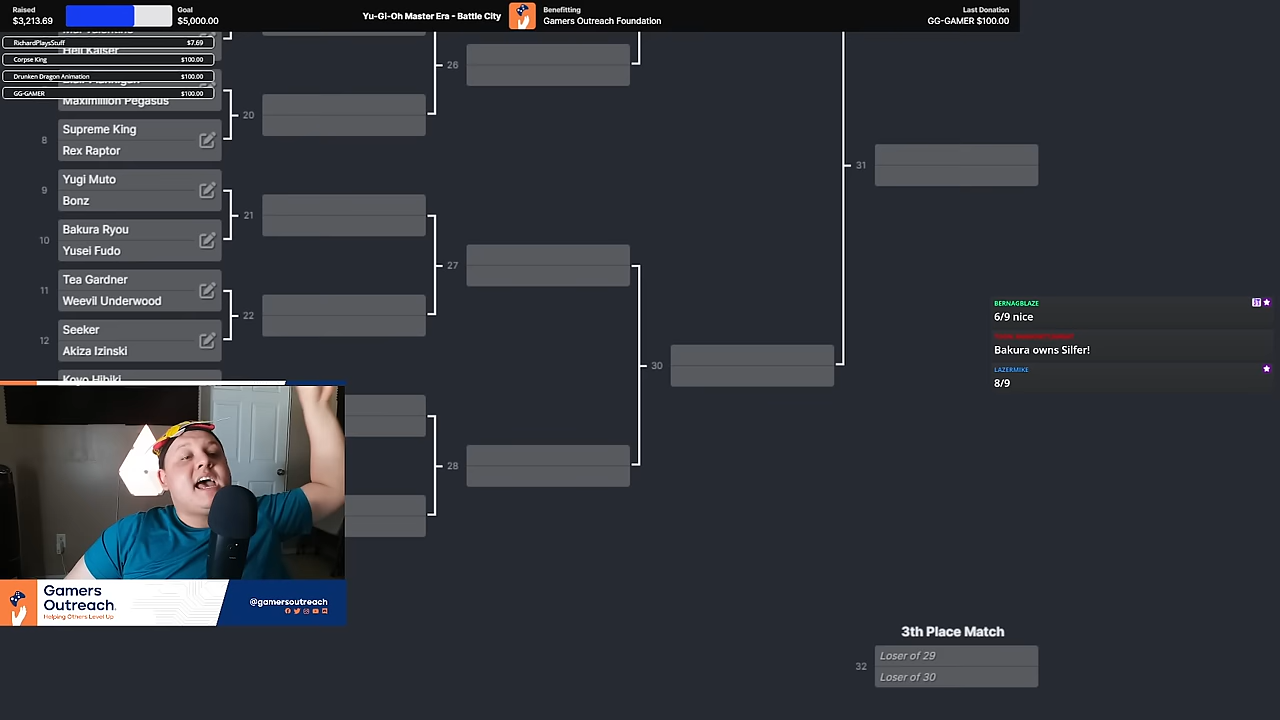 Raised
$3,213.69
Goal
$5,000.00
Yu-Gi-Oh Master Era - Battle City
Benefitting
Gamers Outreach Foundation
Last Donation
GG-GAMER $100.00
RichardPlaysStuff $7.69
Hell Kaiser
Corpse King $100.00
Drunken Dragon Animation $100.00
GG-GAMER $100.00
Maximillion Pegasus
8
Supreme King
Rex Raptor
9
Yugi Muto
Bonz
10
Bakura Ryou
Yusei Fudo
11
Tea Gardner
Weevil Underwood
12
Seeker
Akiza Izinski
Koyo Hibiki
20
21
22
26
27
28
30
31
BERNAGBLAZE
6/9 nice
Bakura owns Silfer!
LAZERMIKE
8/9
Gamers
Outreach.
Helping Others Level Up
@gamersoutreach
3th Place Match
32
Loser of 29
Loser of 30